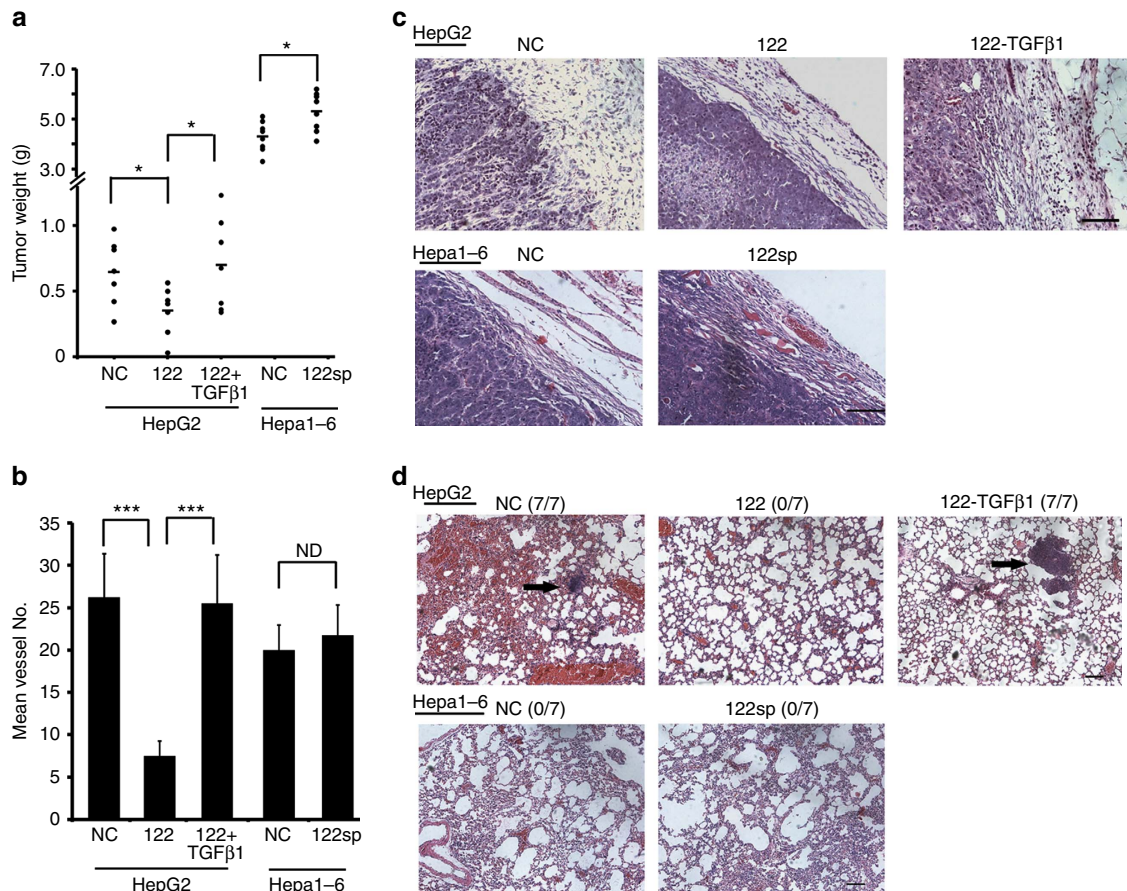 a
7.0
*
5.0
*
3.0
*
1.0
0.5
0
Tumor weight (g)
NC 122 122+ NC 122sp
TGFβ1
HepG2 Hepa1–6
b
35
*** ***
30
ND
25
20
15
10
5
0
Mean vessel No.
NC 122 122+ NC 122sp
TGFβ1
HepG2 Hepa1–6
c
HepG2
NC 122 122-TGFβ1
Hepa1–6
NC 122sp
d
HepG2
NC (7/7) 122 (0/7) 122-TGFβ1 (7/7)
Hepa1–6
NC (0/7) 122sp (0/7)